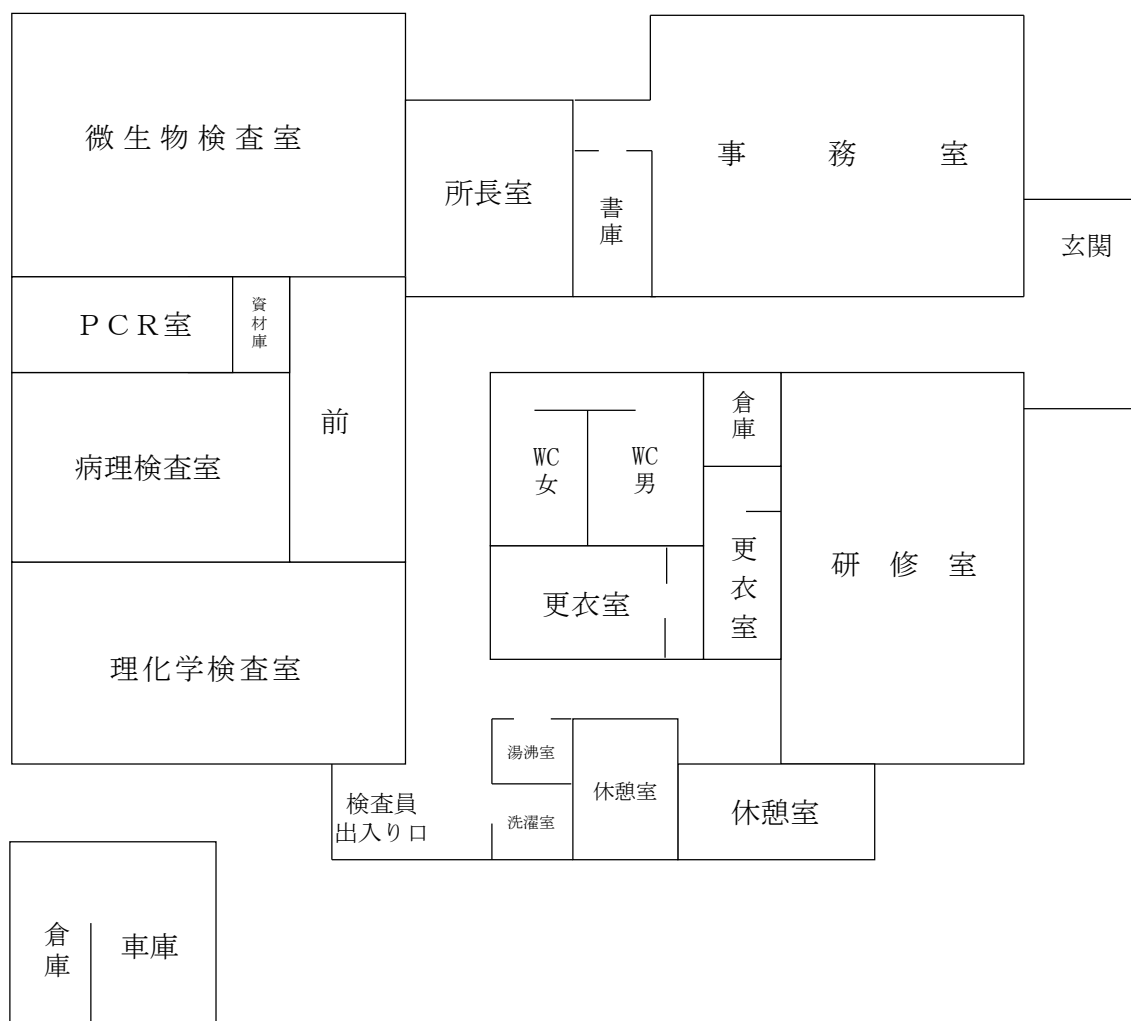 微生物検査室
所長室
書庫
事務室
玄関
ＰＣＲ室
資材庫
前
病理検査室
WC
女
WC
男
倉庫
更衣室
更衣室
研修室
理化学検査室
湯沸室
洗濯室
休憩室
休憩室
検査員
出入り口
倉庫
車庫